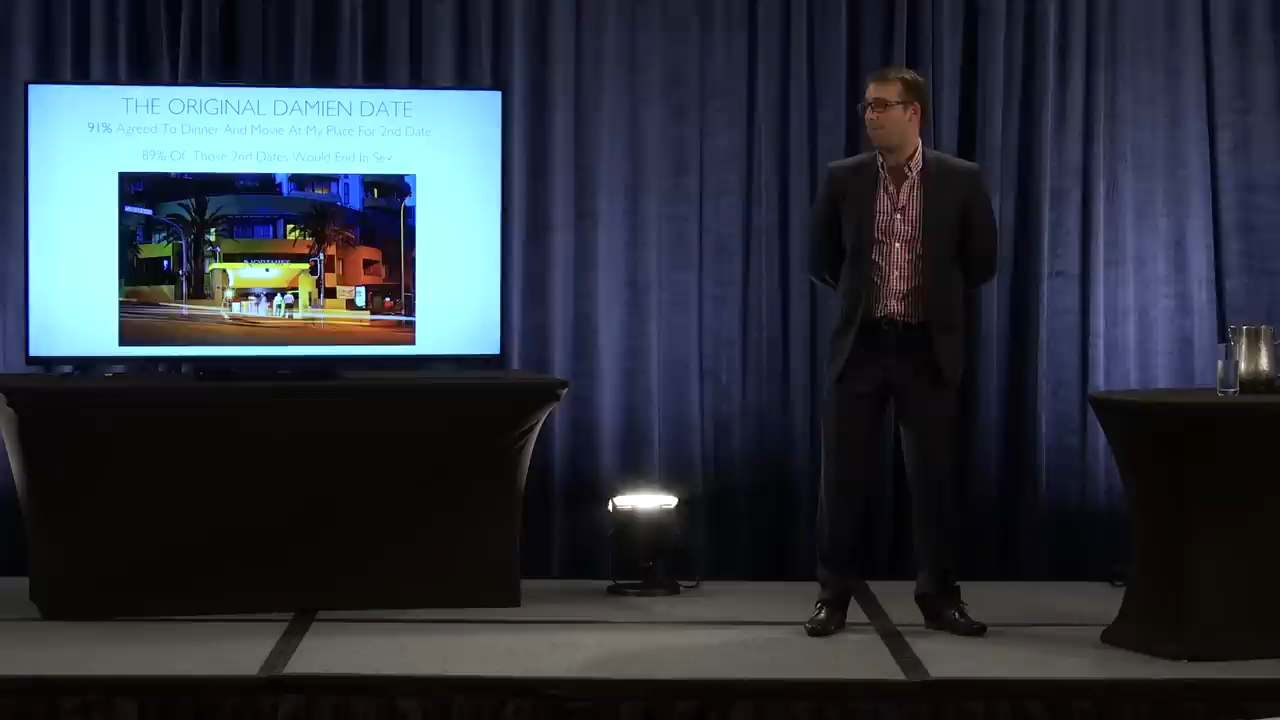 THE ORIGINAL DAMIEN DATE
91% Agreed To Dinner And Movie At My Place For 2nd Date
89% Of Those 2nd Dates Would End In Sex